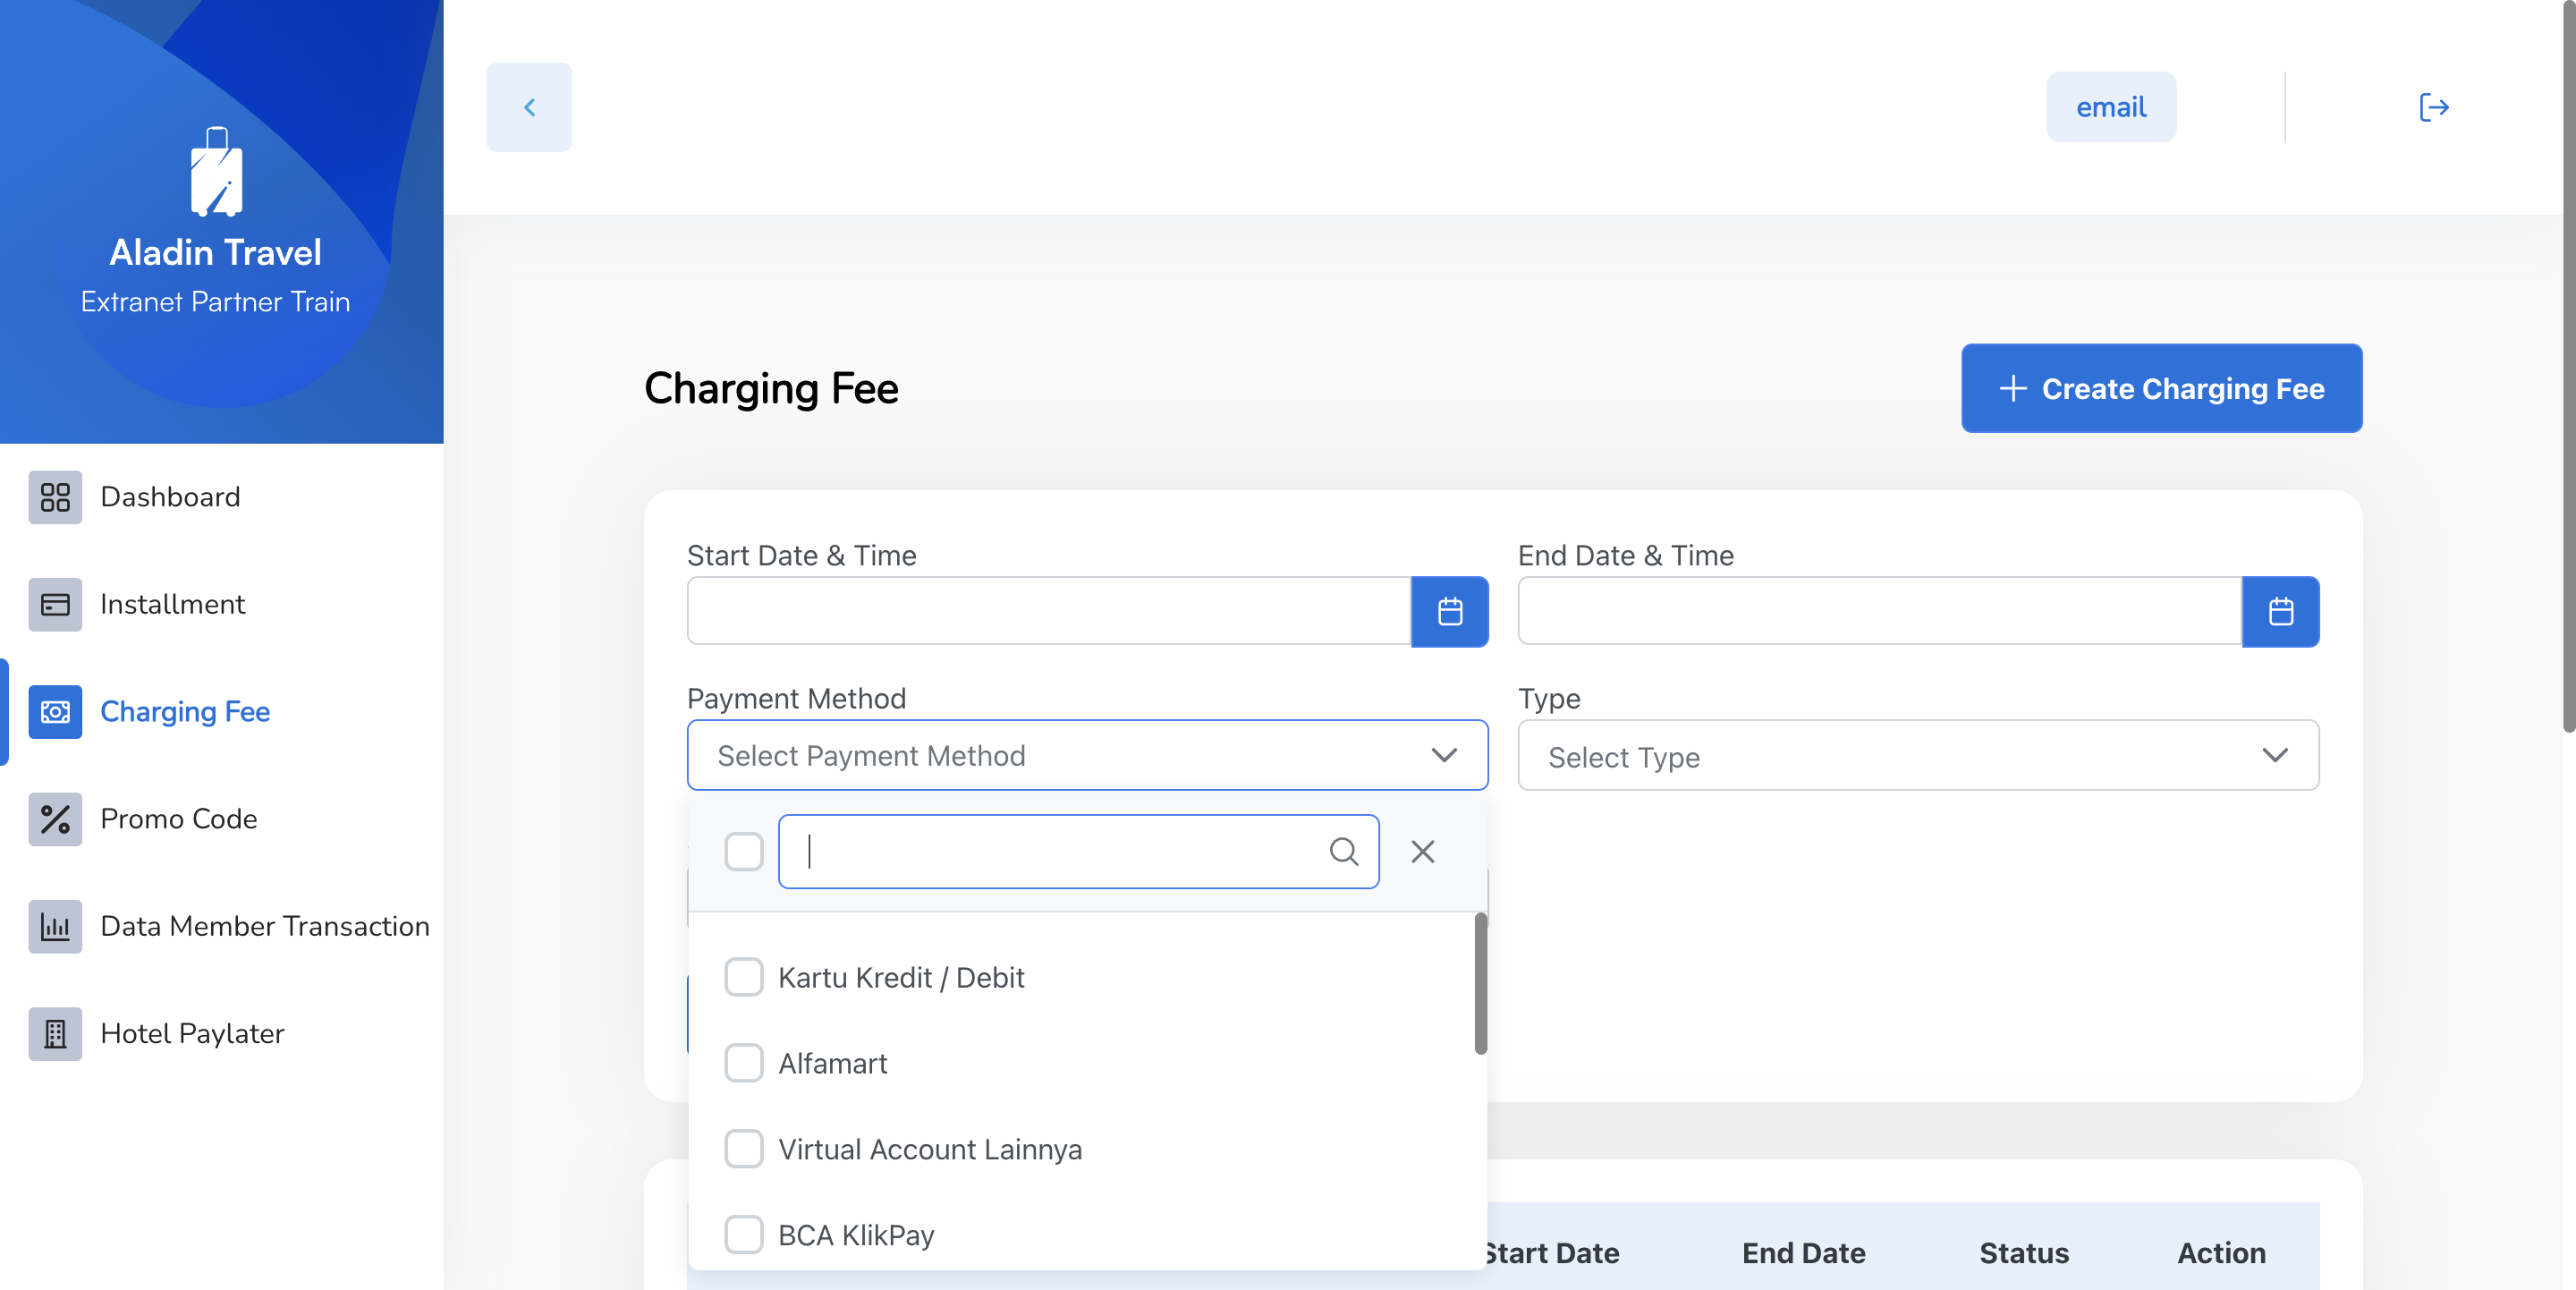 Aladin Travel
Extranet Partner Train
Dashboard
Installment
Charging Fee
Promo Code
Data Member Transaction
Hotel Paylater
email
Charging Fee
Create Charging Fee
Start Date & Time
End Date & Time
Payment Method
Type
Select Payment Method
Select Type
Kartu Kredit / Debit
Alfamart
Virtual Account Lainnya
BCA KlikPay
Start Date End Date Status Action